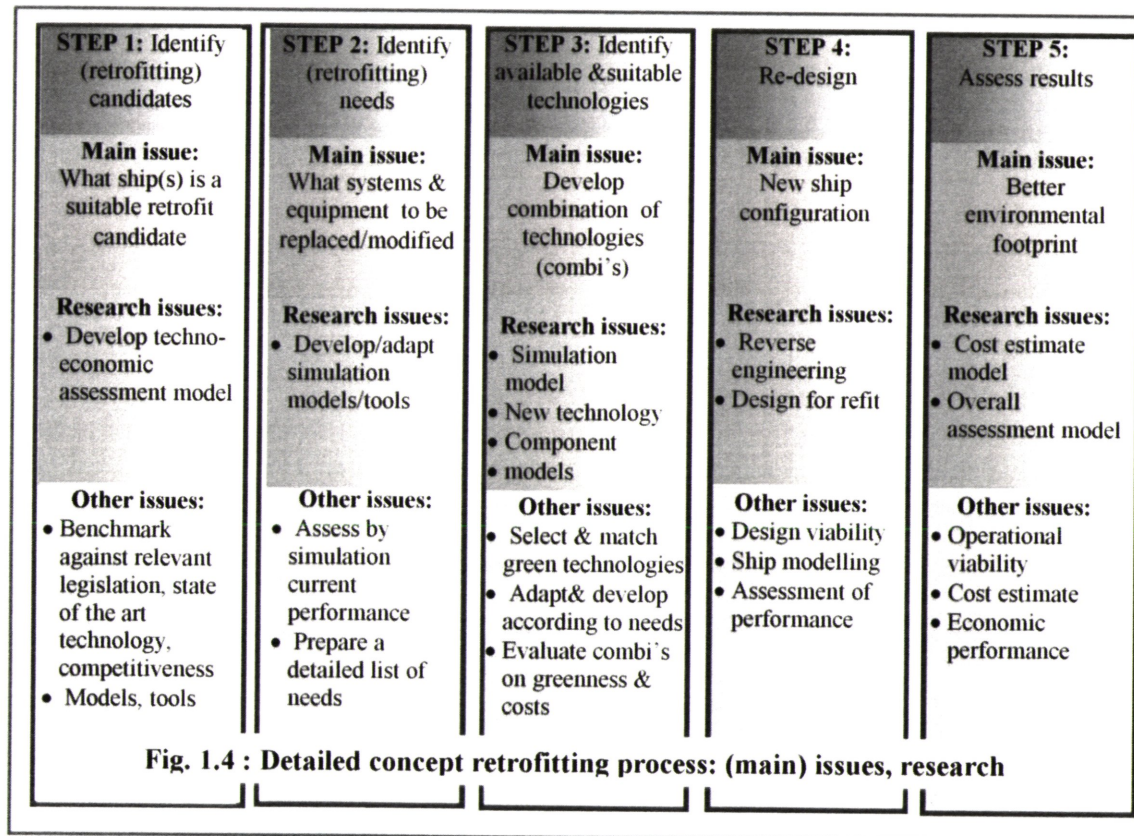 STEP 1: Identify
(retrofitting)
candidates
Main issue:
What ship(s) is a
suitable retrofit
candidate
Research issues:
• Develop techno-
economic
assessment model
Other issues:
• Benchmark
against relevant
legislation, state
of the art
technology,
competitiveness
• Models, tools
STEP 2: Identify
(retrofitting)
needs
Main issue:
What systems &
equipment to be
replaced/modified
Research issues:
• Develop/adapt
simulation
models/tools
Other issues:
• Assess by
simulation
current
performance
• Prepare a
detailed list of
needs
STEP 3: Identify
available &suitable
technologies
Main issue:
Develop
combination of
technologies
(combi's)
Research issues:
• Simulation
model
• New technology
• Component
• models
Other issues:
• Select & match
green technologies
• Adapt& develop
according to needs
• Evaluate combi's
on greenness &
costs
STEP 4:
Re-design
Main issue:
New ship
configuration
Research issues:
• Reverse
engineering
• Design for refit
Other issues:
• Design viability
• Ship modelling
• Assessment of
performance
STEP 5:
Assess results
Main issue:
Better
environmental
footprint
Research issues:
• Cost estimate
model
• Overall
assessment model
Other issues:
• Operational
viability
• Cost estimate
• Economic
performance
Fig. 1.4 : Detailed concept retrofitting process: (main) issues, research